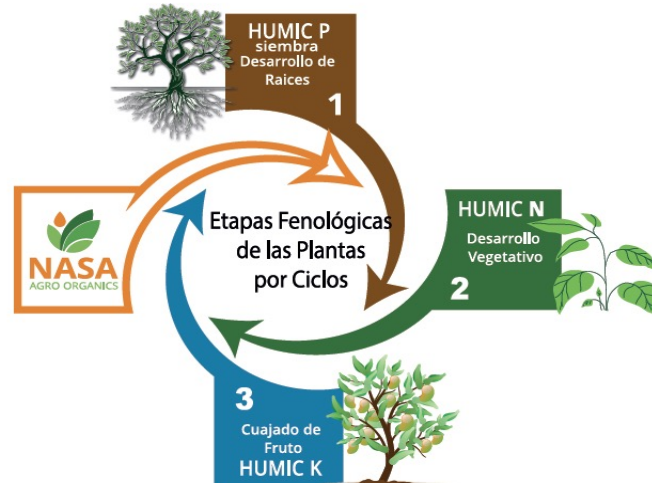 HUMIC P
siembra
Desarrollo de
Raices
1
NASA
AGRO ORGANICS
Etapas Fenológicas
de las Plantas
por Ciclos
HUMIC N
Desarrollo
Vegetativo
2
3
Cuajado de
Fruto
HUMIC K